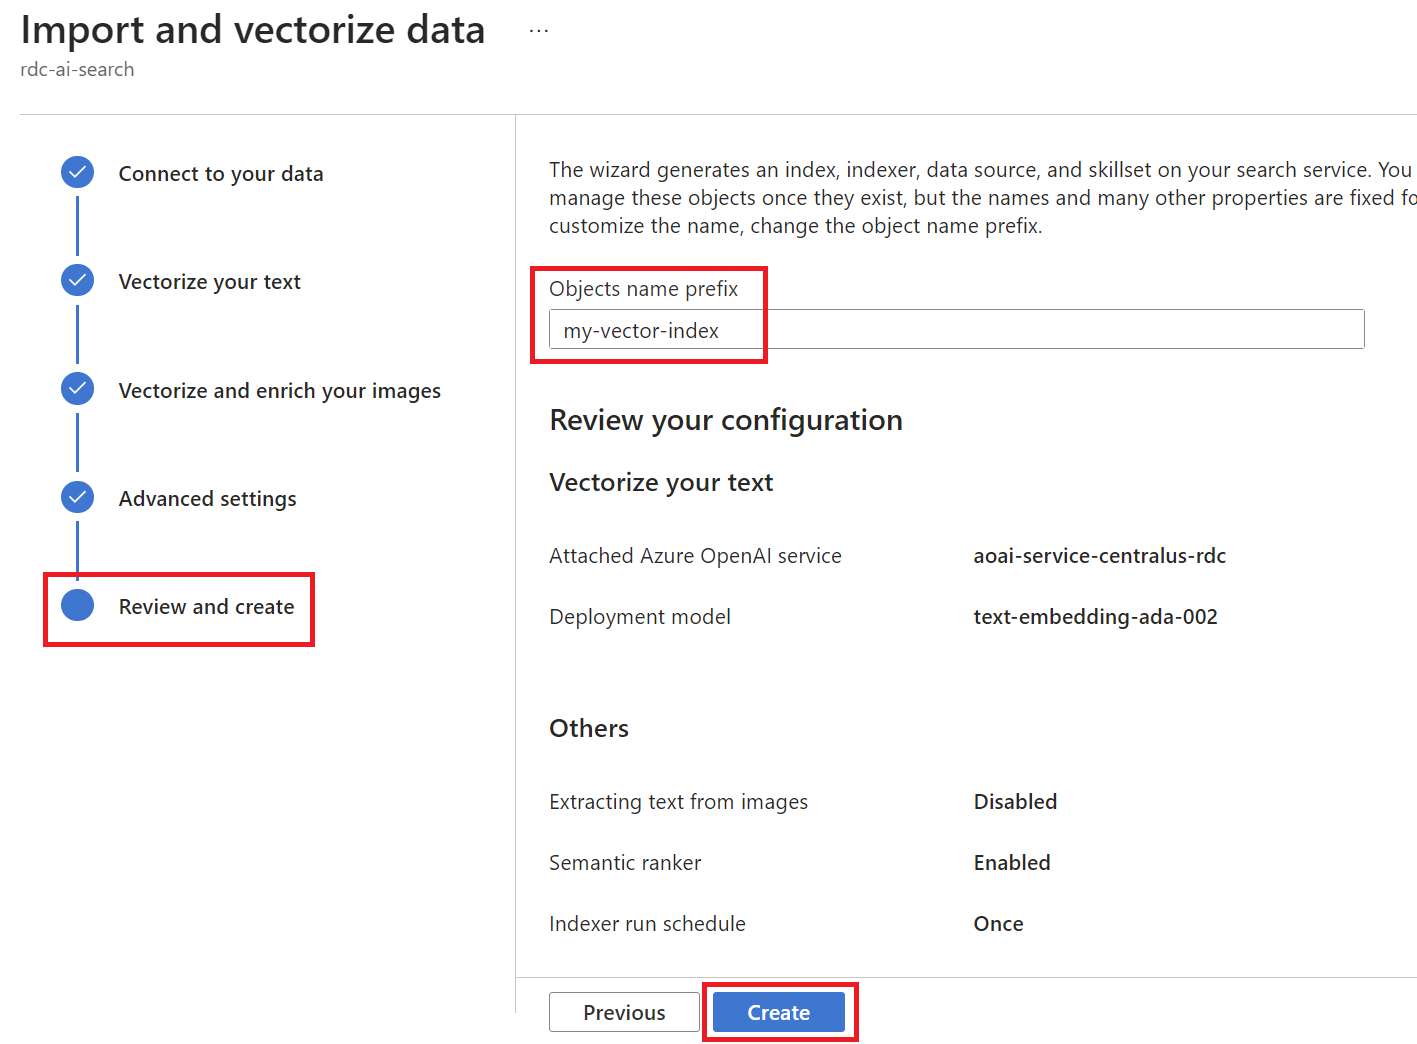 Import and vectorize data ...
rdc-ai-search
Connect to your data
Vectorize your text
Vectorize and enrich your images
Advanced settings
Review and create
The wizard generates an index, indexer, data source, and skillset on your search service. You
manage these objects once they exist, but the names and many other properties are fixed fo
customize the name, change the object name prefix.
Objects name prefix
my-vector-index
Review your configuration
Vectorize your text
Attached Azure OpenAI service aoai-service-centralus-rdc
Deployment model text-embedding-ada-002
Others
Extracting text from images Disabled
Semantic ranker Enabled
Indexer run schedule Once
Previous Create